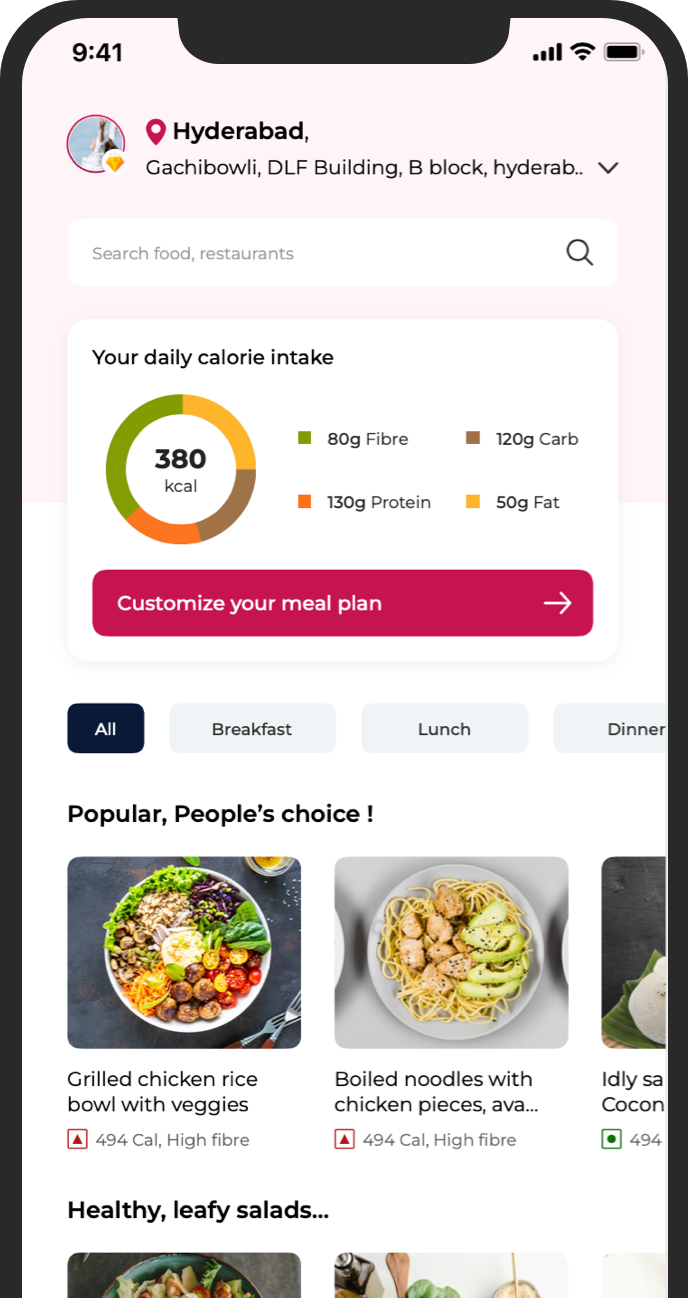 9:41
Hyderabad,
Gachibowli, DLF Building, B block, hyderab..
Search food, restaurants
Your daily calorie intake
380
kcal
80g Fibre
120g Carb
130g Protein
50g Fat
Customize your meal plan
All
Breakfast
Lunch
Dinner
Popular, People’s choice !
Grilled chicken rice
bowl with veggies
494 Cal, High fibre
Boiled noodles with
chicken pieces, ava...
494 Cal, High fibre
Idly sa
Cocon
494
Healthy, leafy salads...